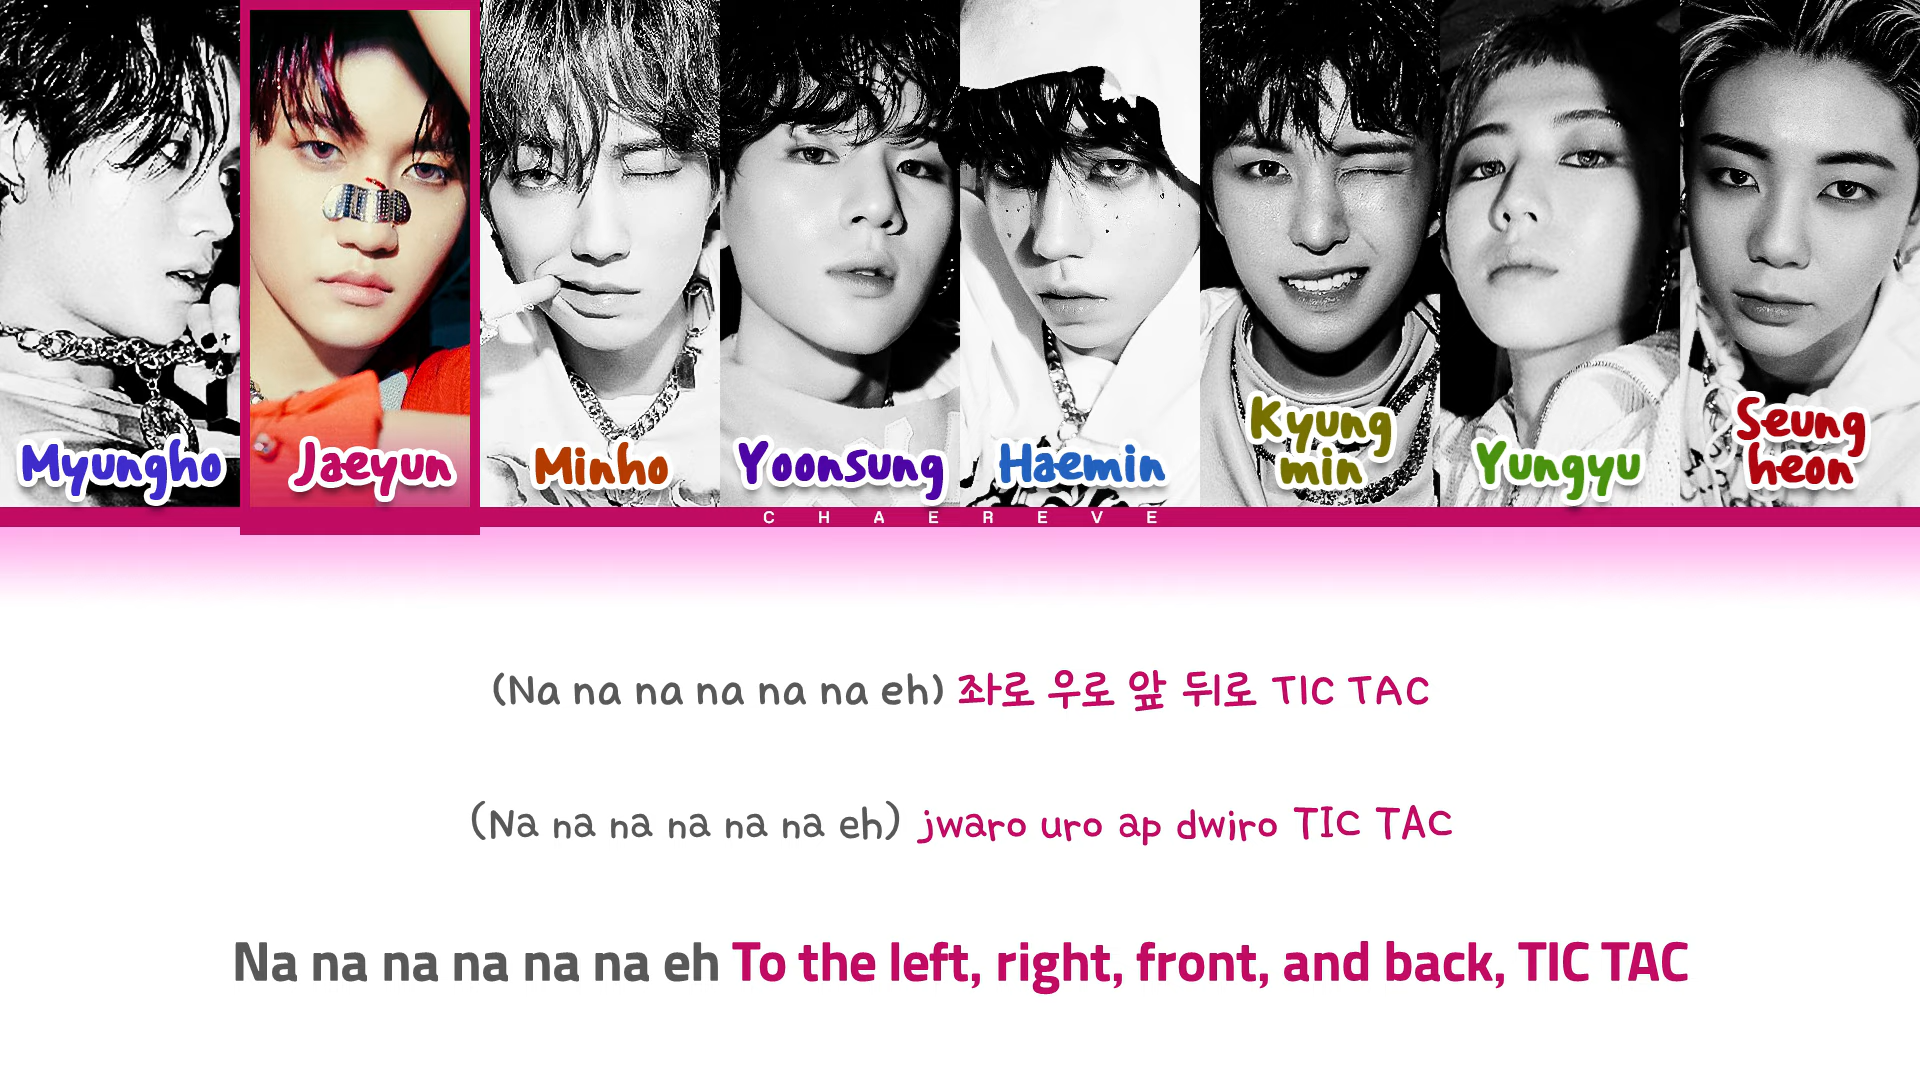 Myungho
Jaeyun
Minho
Yoonsung
Haemin
Kyung
min
Yungyu
Seung
heon
CHAEREVE
(Na na na na na na eh) 좌로 우로 앞 뒤로 TIC TAC
(Na na na na na na eh) jwaro uro ap dwiro TIC TAC
Na na na na na na eh To the left, right, front, and back, TIC TAC